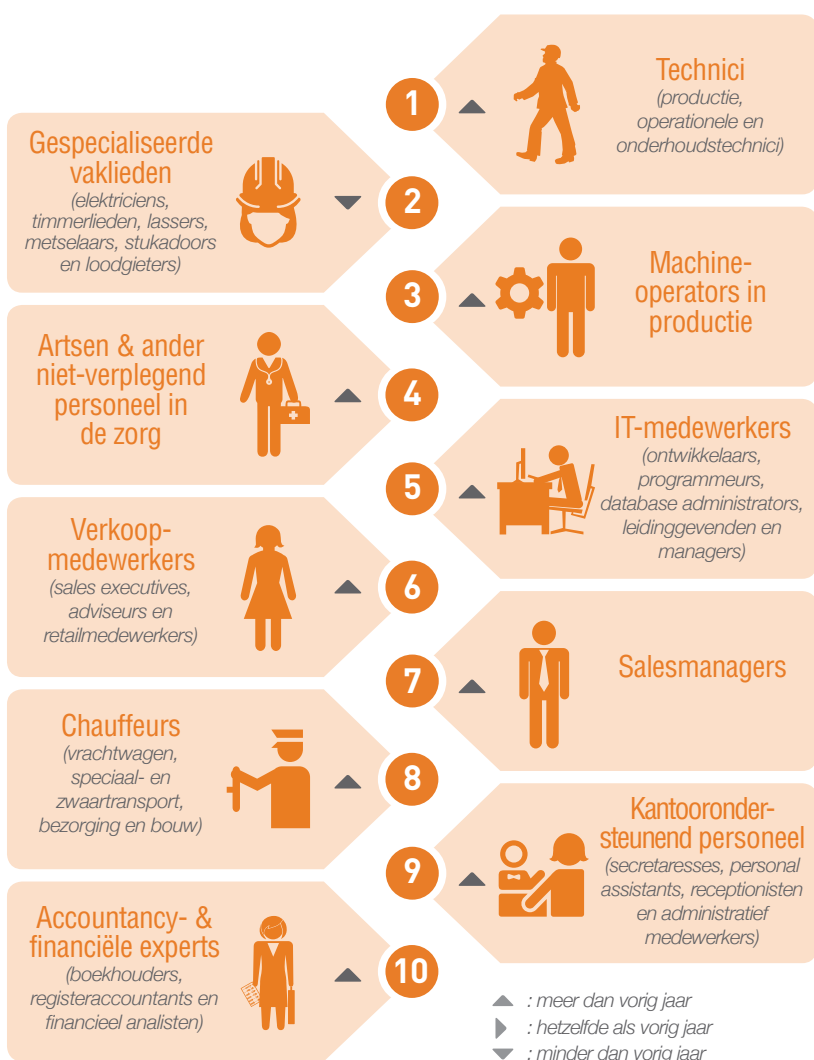 1
Technici
(productie,
operationele en
onderhoudstechnici)
Gespecialiseerde
vaklieden
(elektriciens,
timmerlieden, lassers,
metselaars, stukadoors
en loodgieters)
2
3
Machine-
operators in
productie
Artsen & ander
niet-verplegend
personeel in
de zorg
4
5
IT-medewerkers
(ontwikkelaars,
programmeurs,
database administrators,
leidinggevenden en
managers)
Verkoop-
medewerkers
(sales executives,
adviseurs en
retailmedewerkers)
6
7
Salesmanagers
Chauffeurs
(vrachtwagen,
speciaal- en
zwaartransport,
bezorging en bouw)
8
9
Kantooronder-
steunend personeel
(secretaresses, personal
assistants, receptionisten
en administratief
medewerkers)
Accountancy- &
financiële experts
(boekhouders,
registeraccountants en
financieel analisten)
10
: meer dan vorig jaar
: hetzelfde als vorig jaar
: minder dan vorig jaar